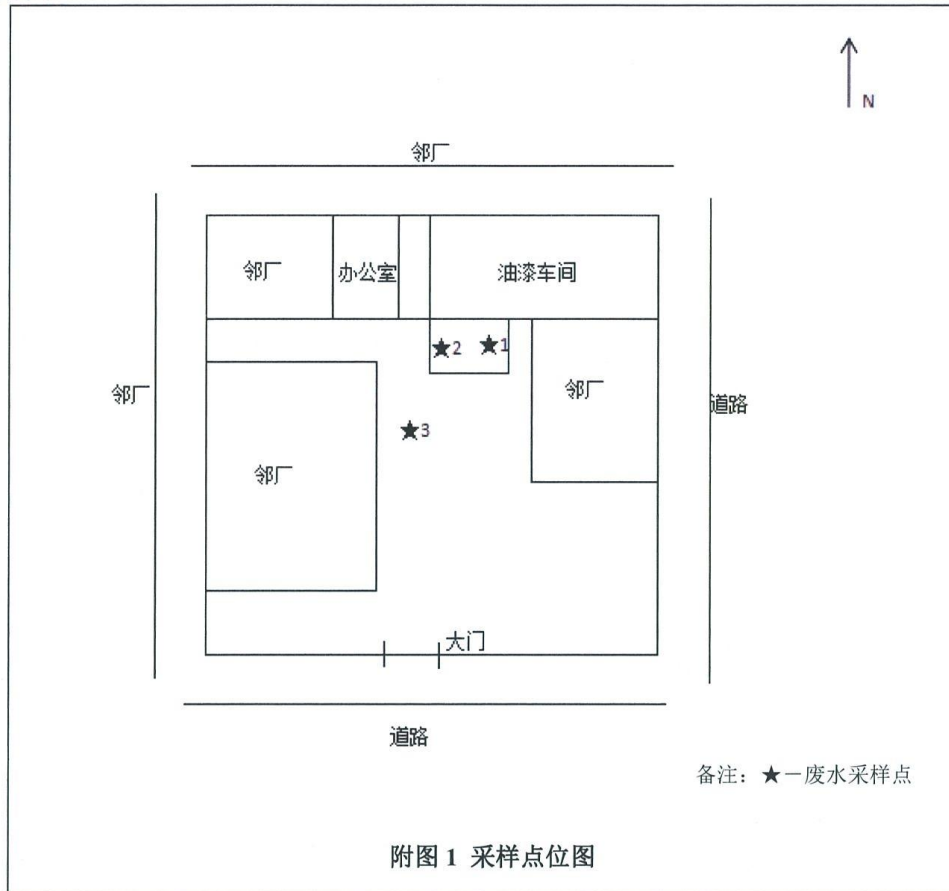 N
邻厂
邻厂
办公室
油漆车间
★2
★1
邻厂
邻厂
道路
★3
邻厂
大门
道路
备注：★－废水采样点
附图 1 采样点位图